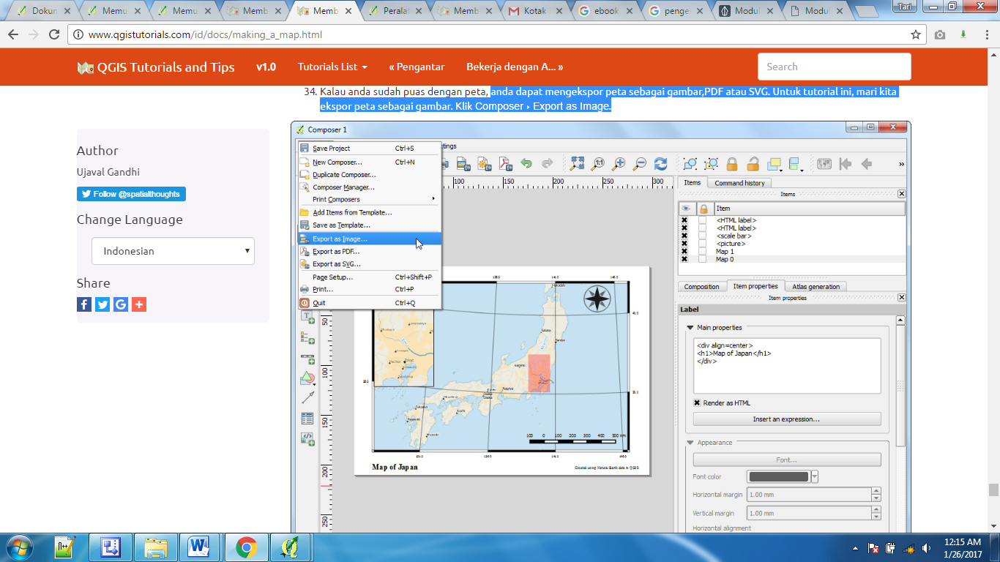 Dokun
Memu
Memu
Memb
Memb
Peralat
Memb
Kotak
ebook
penge
Modul
Modul
Tari
www.qgistutorials.com/id/docs/making_a_map.html
QGIS Tutorials and Tips
v1.0
Tutorials List
« Pengantar
Bekerja dengan A... »
Search
34. Kalau anda sudah puas dengan peta, anda dapat mengekspor peta sebagai gambar,PDF atau SVG. Untuk tutorial ini, mari kita
ekspor peta sebagai gambar. Klik Composer ‣ Export as Image.
Author
Ujaval Gandhi
Follow @spatialthoughts
Change Language
Indonesian
Share
Composer 1
ttings
Save Project Ctrl+S
New Composer... Ctrl+N
Duplicate Composer...
Composer Manager...
Print Composers
Add Items from Template...
Save as Template...
Export as Image...
Export as PDF...
Export as SVG...
Page Setup... Ctrl+Shift+P
Print... Ctrl+P
Quit Ctrl+Q
100 150 200 250 300
50
100
150
200
250
Nagoya
Tokyo
100 0 100 200 300 400 500 km
Map of Japan
Created using Natural Earth data in QGIS
Items
Command history
Items
Item
<HTML label>
<HTML label>
<scale bar>
<picture>
Map 1
Map 0
Composition
Item properties
Atlas generation
Item properties
Label
Main properties
<div align=center>
<h1>Map of Japan</h1>
</div>
Render as HTML
Insert an expression...
Appearance
Font...
Font color
Horizontal margin 1.00 mm
Vertical margin 1.00 mm
Horizontal alignment
12:15 AM
1/26/2017